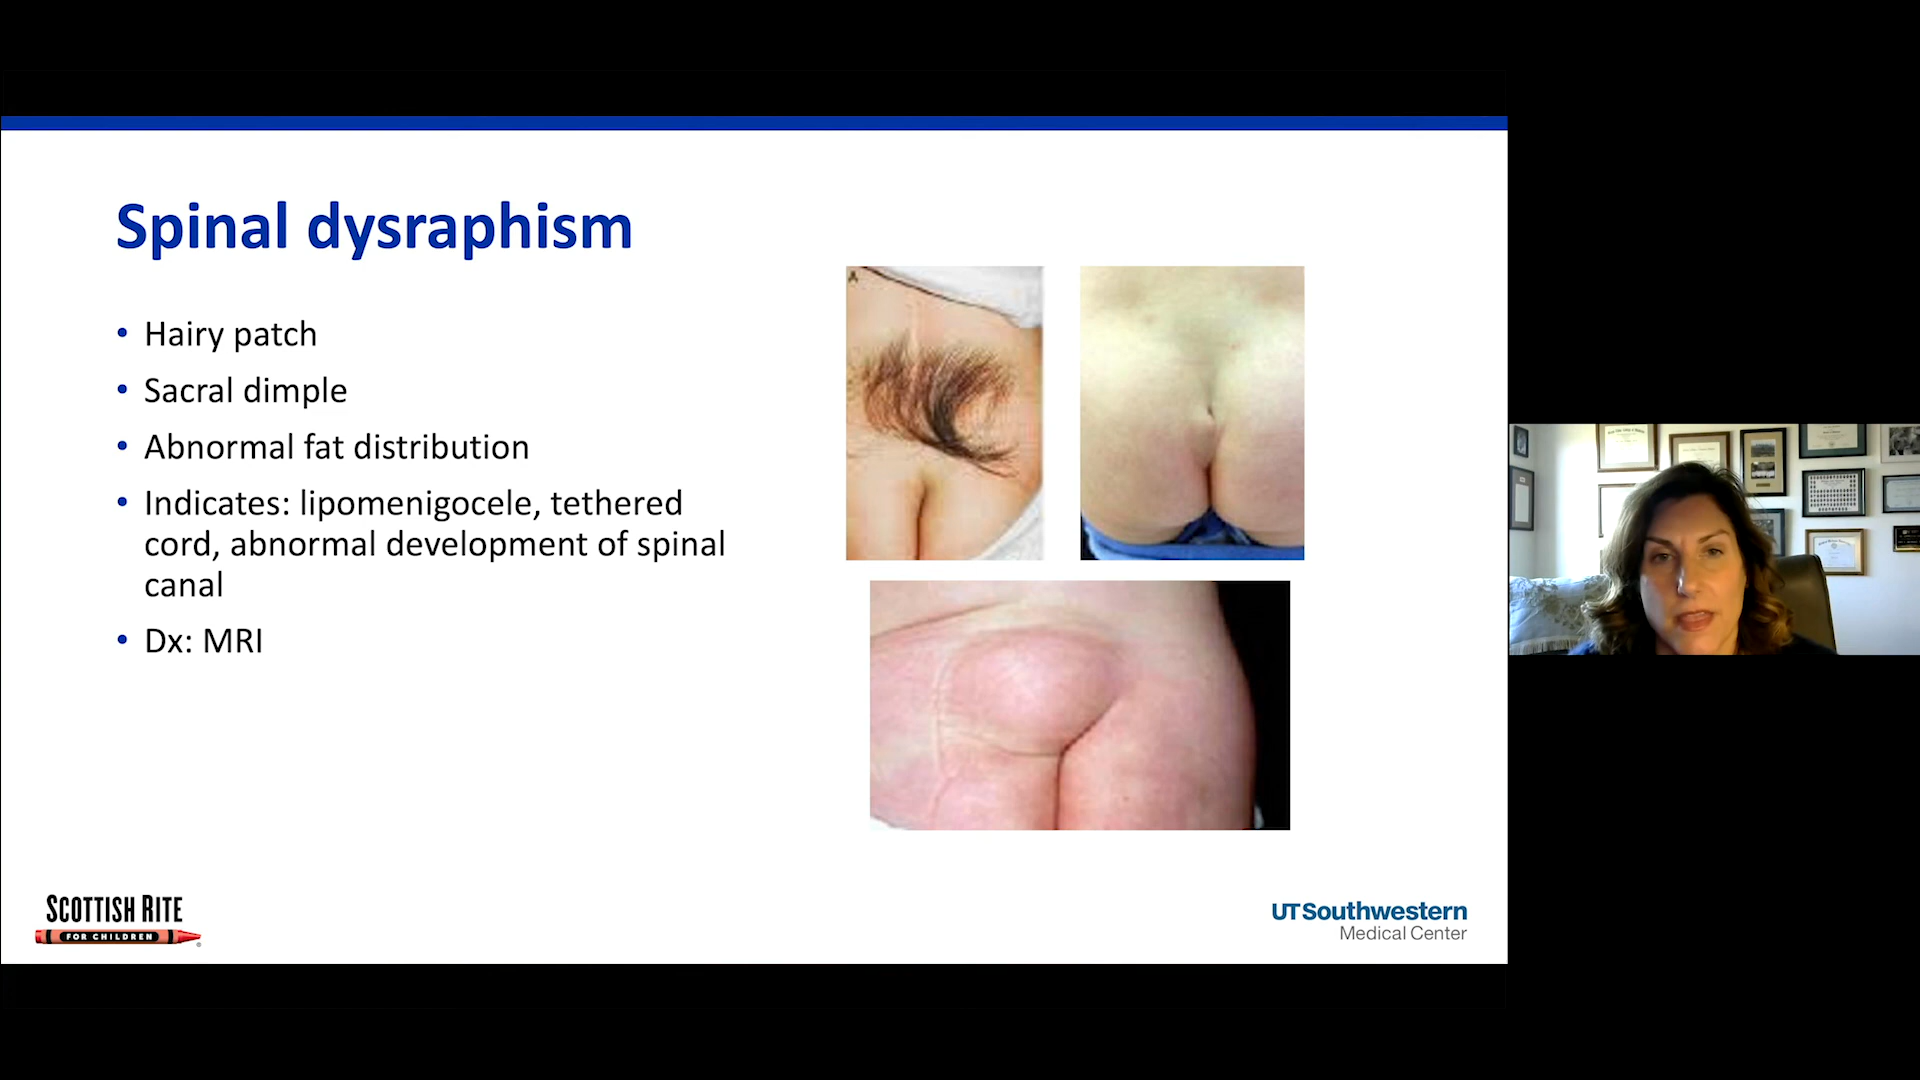 Spinal dysraphism
• Hairy patch
• Sacral dimple
• Abnormal fat distribution
• Indicates: lipomenigocele, tethered
cord, abnormal development of spinal
canal
• Dx: MRI
A
SCOTTISH RITE
FOR CHILDREN
®
UTSouthwestern
Medical Center